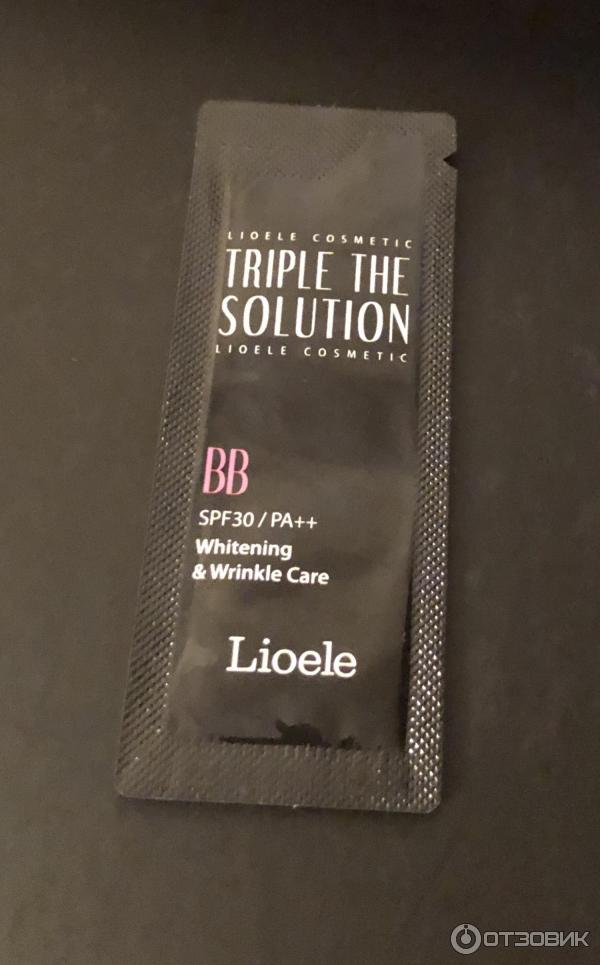 LIOELE COSMETIC
TRIPLE THE
SOLUTION
LIOELE COSMETIC
BB
SPF30 / PA++
Whitening
& Wrinkle Care
Lioele
ОТЗОВИК